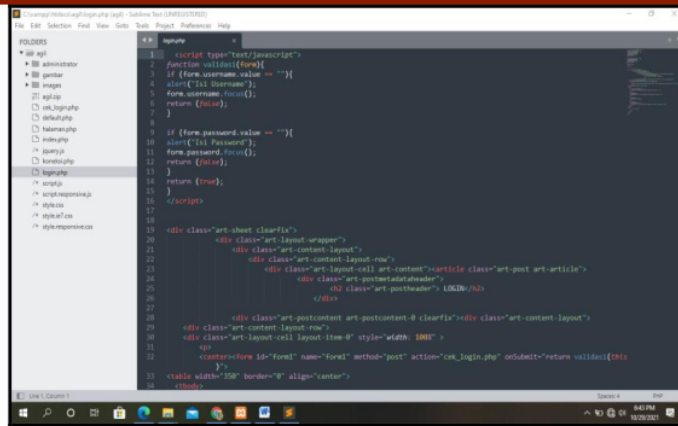 C:\xampp\htdocs\agil\login.php (agil) - Sublime Text (UNREGISTERED)
File Edit Selection Find View Goto Tools Project Preferences Help
FOLDERS
agil
administrator
gambar
images
agil.zip
cek_login.php
default.php
halaman.php
index.php
jquery.js
koneksi.php
login.php
script.js
script.responsive.js
style.css
style.ie7.css
style.responsive.css
login.php
1 <script type="text/javascript">
2 function validasi(form){
3 if (form.username.value == ""){
4 alert("Isi Username");
5 form.username.focus();
6 return (false);
7 }
8
9 if (form.password.value == ""){
10 alert("Isi Password");
11 form.password.focus();
12 return (false);
13 }
14 return (true);
15 }
16 </script>
17
18
19 <div class="art-sheet clearfix">
20 <div class="art-layout-wrapper">
21 <div class="art-content-layout">
22 <div class="art-content-layout-row">
23 <div class="art-layout-cell art-content"><article class="art-post art-article">
24 <div class="art-postmetadataheader">
25 <h2 class="art-postheader"> LOGIN</h2>
26 </div>
27
28 <div class="art-postcontent art-postcontent-0 clearfix"><div class="art-content-layout">
29 <div class="art-content-layout-row">
30 <div class="art-layout-cell layout-item-0" style="width: 100%" >
31 <p>
32 <center><form id="form1" name="form1" method="post" action="cek_login.php" onSubmit="return validasi(this
)">
33 <table width="350" border="0" align="center">
34 <tbody>
Line 1, Column 1
Spaces: 4
PHP
6:43 PM
10/29/2021